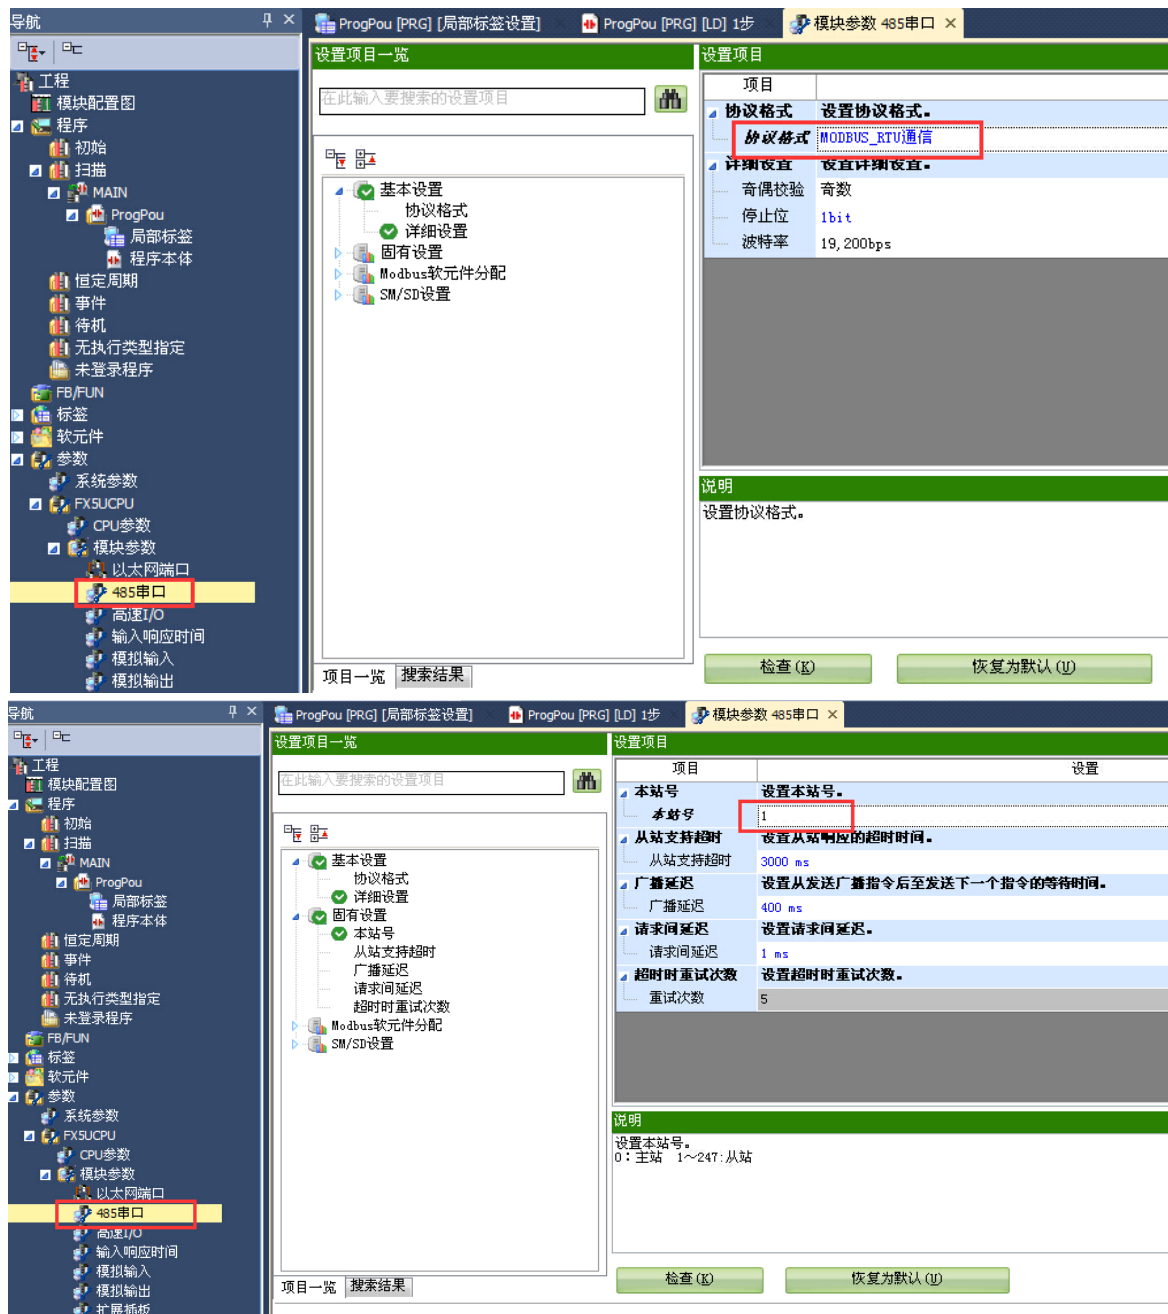 导航
ProgPou [PRG] [局部标签设置]
ProgPou [PRG] [LD] 1步
模块参数 485串口
工程
模块配置图
程序
初始
扫描
MAIN
ProgPou
局部标签
程序本体
恒定周期
事件
待机
无执行类型指定
未登录程序
FB/FUN
标签
软元件
参数
系统参数
FX5UCPU
CPU参数
模块参数
以太网端口
485串口
高速I/O
输入响应时间
模拟输入
模拟输出
设置项目一览
在此输入要搜索的设置项目
基本设置
协议格式
详细设置
固有设置
Modbus软元件分配
SM/SD设置
项目一览 搜索结果
设置项目
项目
协议格式 设置协议格式。
协议格式 MODBUS_RTU通信
详细设置 设置详细设置。
奇偶校验 奇数
停止位 1bit
波特率 19,200bps
说明
设置协议格式。
检查(K) 恢复为默认(U)
导航
ProgPou [PRG] [局部标签设置]
ProgPou [PRG] [LD] 1步
模块参数 485串口
工程
模块配置图
程序
初始
扫描
MAIN
ProgPou
局部标签
程序本体
恒定周期
事件
待机
无执行类型指定
未登录程序
FB/FUN
标签
软元件
参数
系统参数
FX5UCPU
CPU参数
模块参数
以太网端口
485串口
高速I/O
输入响应时间
模拟输入
模拟输出
扩展插板
设置项目一览
在此输入要搜索的设置项目
基本设置
协议格式
详细设置
固有设置
本站号
从站支持超时
广播延迟
请求间延迟
超时时重试次数
Modbus软元件分配
SM/SD设置
项目一览 搜索结果
设置项目
项目 设置
本站号 设置本站号。
本站号 1
从站支持超时 设置从站响应的超时时间。
从站支持超时 3000 ms
广播延迟 设置从发送广播指令后至发送下一个指令的等待时间。
广播延迟 400 ms
请求间延迟 设置请求间延迟。
请求间延迟 1 ms
超时时重试次数 设置超时时重试次数。
重试次数 5
说明
设置本站号。
0：主站 1～247:从站
检查(K) 恢复为默认(U)